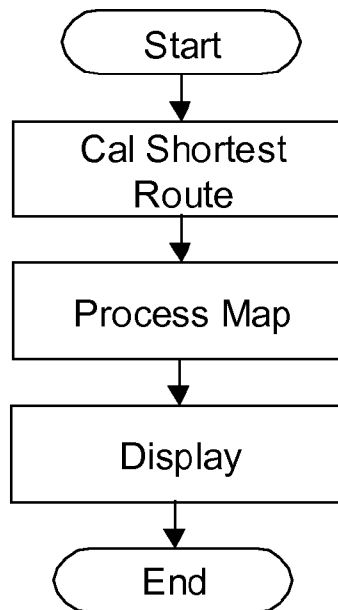 Start
Cal Shortest
Route
Process Map
Display
End